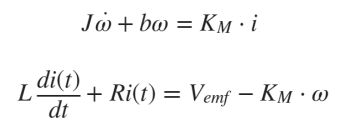 Jω̇ + bω = K_M · i
L di(t)/dt + Ri(t) = V_emf − K_M · ω